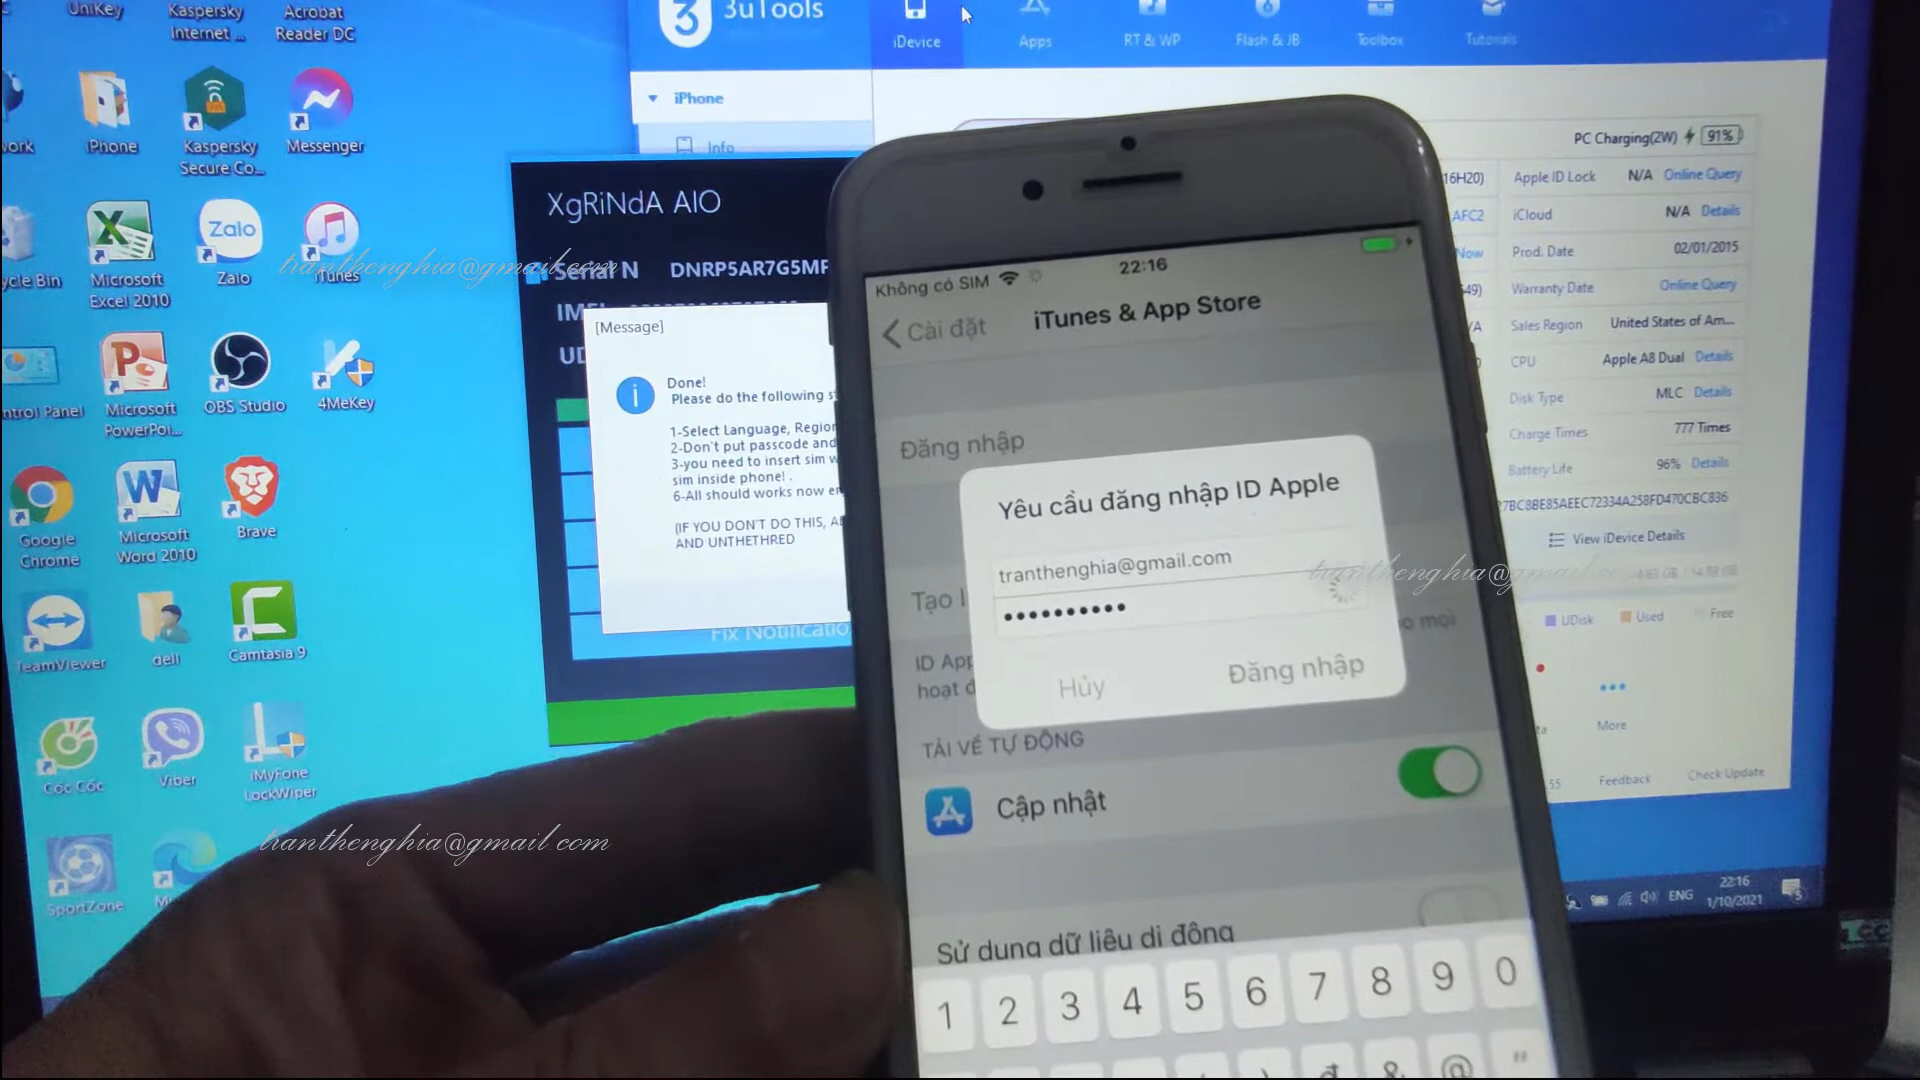 UniKey
Kaspersky
Internet ...
Acrobat
Reader DC
iPhone
Kaspersky
Secure Co...
Messenger
Microsoft
Excel 2010
Zalo
Zalo
iTunes
ycle Bin
Microsoft
PowerPoi...
OBS Studio
4MeKey
ntrol Panel
Google
Chrome
Microsoft
Word 2010
Brave
TeamViewer
dell
Camtasia 9
Cốc Cốc
Viber
iMyFone
LockWiper
SportZone
3uTools
iDevice
Apps
RT & WP
Flash & JB
Toolbox
Tutorials
iPhone
Info
PC Charging(2W) 91%
16H20)
Apple ID Lock N/A Online Query
AFC2
iCloud N/A Details
Now
Prod. Date 02/01/2015
Warranty Date Online Query
Sales Region United States of Am...
CPU Apple A8 Dual Details
Disk Type MLC Details
Charge Times 777 Times
Battery Life 96% Details
View iDevice Details
UDisk Used Free
More
Feedback Check Update
XgRiNdA AIO
Serial N DNRP5AR7G5MF
[Message]
Done!
Please do the following st
1-Select Language, Region
2-Don't put passcode and
3-you need to insert sim w
sim inside phone! .
6-All should works now en
(IF YOU DON'T DO THIS, A
AND UNTHETHRED
Fix Notificatio
Không có SIM
22:16
Cài đặt
iTunes & App Store
Đăng nhập
Yêu cầu đăng nhập ID Apple
tranthenghia@gmail.com
••••••••••
Hủy
Đăng nhập
Tạo
ID App
hoạt đ
o mọi
TẢI VỀ TỰ ĐỘNG
Cập nhật
Sử dụng dữ liệu di động
1 2 3 4 5 6 7 8 9 0
đ & @ "
ENG
22:16
1/10/2021
tranthenghia@gmail.com
tranthenghia@gmail.com
tranthenghia@gmail.co